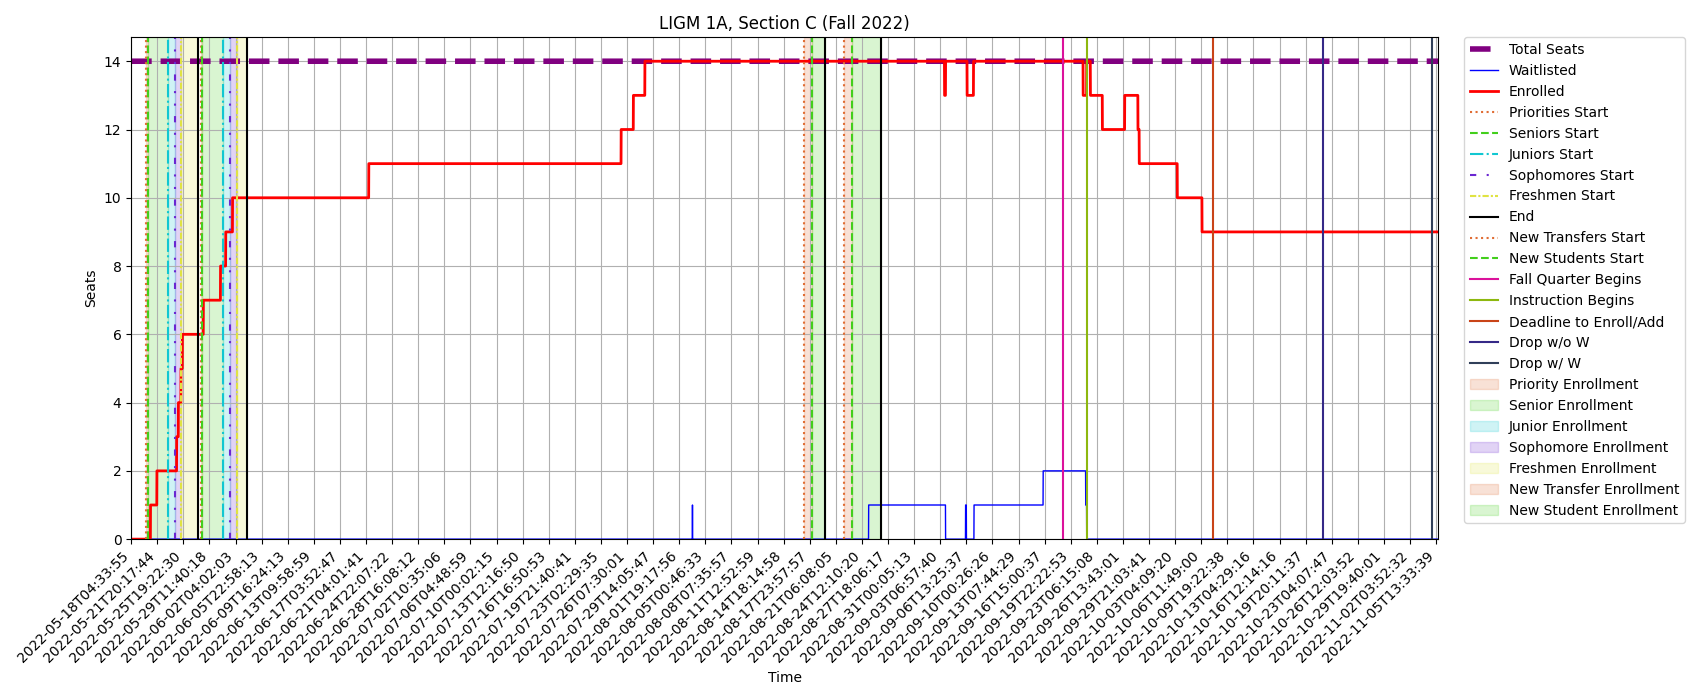 LIGM 1A, Section C (Fall 2022)
Seats
14
12
10
8
6
4
2
0
2022-05-18T04:33:55
2022-05-21T20:17:44
2022-05-25T19:22:30
2022-05-29T11:40:18
2022-06-02T04:02:03
2022-06-05T22:58:13
2022-06-09T16:24:13
2022-06-13T09:58:59
2022-06-17T03:52:47
2022-06-21T04:01:41
2022-06-24T22:07:22
2022-06-28T16:08:12
2022-07-02T10:35:06
2022-07-06T04:48:59
2022-07-10T00:02:15
2022-07-13T12:16:50
2022-07-16T16:50:53
2022-07-19T21:40:41
2022-07-23T02:29:35
2022-07-26T07:30:01
2022-07-29T14:05:47
2022-08-01T19:17:56
2022-08-05T00:46:33
2022-08-08T07:35:57
2022-08-11T12:52:59
2022-08-14T18:14:58
2022-08-17T23:57:57
2022-08-21T06:08:05
2022-08-24T12:10:20
2022-08-27T18:06:17
2022-08-31T00:05:13
2022-09-03T06:57:40
2022-09-06T13:25:37
2022-09-10T00:26:26
2022-09-13T07:44:29
2022-09-16T15:00:37
2022-09-19T22:22:53
2022-09-23T06:15:08
2022-09-26T13:43:01
2022-09-29T21:03:41
2022-10-03T04:09:20
2022-10-06T11:49:00
2022-10-09T19:22:38
2022-10-13T04:29:16
2022-10-16T12:14:16
2022-10-19T20:11:37
2022-10-23T04:07:47
2022-10-26T12:03:52
2022-10-29T19:40:01
2022-11-02T03:52:32
2022-11-05T13:33:39
Time
Total Seats
Waitlisted
Enrolled
Priorities Start
Seniors Start
Juniors Start
Sophomores Start
Freshmen Start
End
New Transfers Start
New Students Start
Fall Quarter Begins
Instruction Begins
Deadline to Enroll/Add
Drop w/o W
Drop w/ W
Priority Enrollment
Senior Enrollment
Junior Enrollment
Sophomore Enrollment
Freshmen Enrollment
New Transfer Enrollment
New Student Enrollment